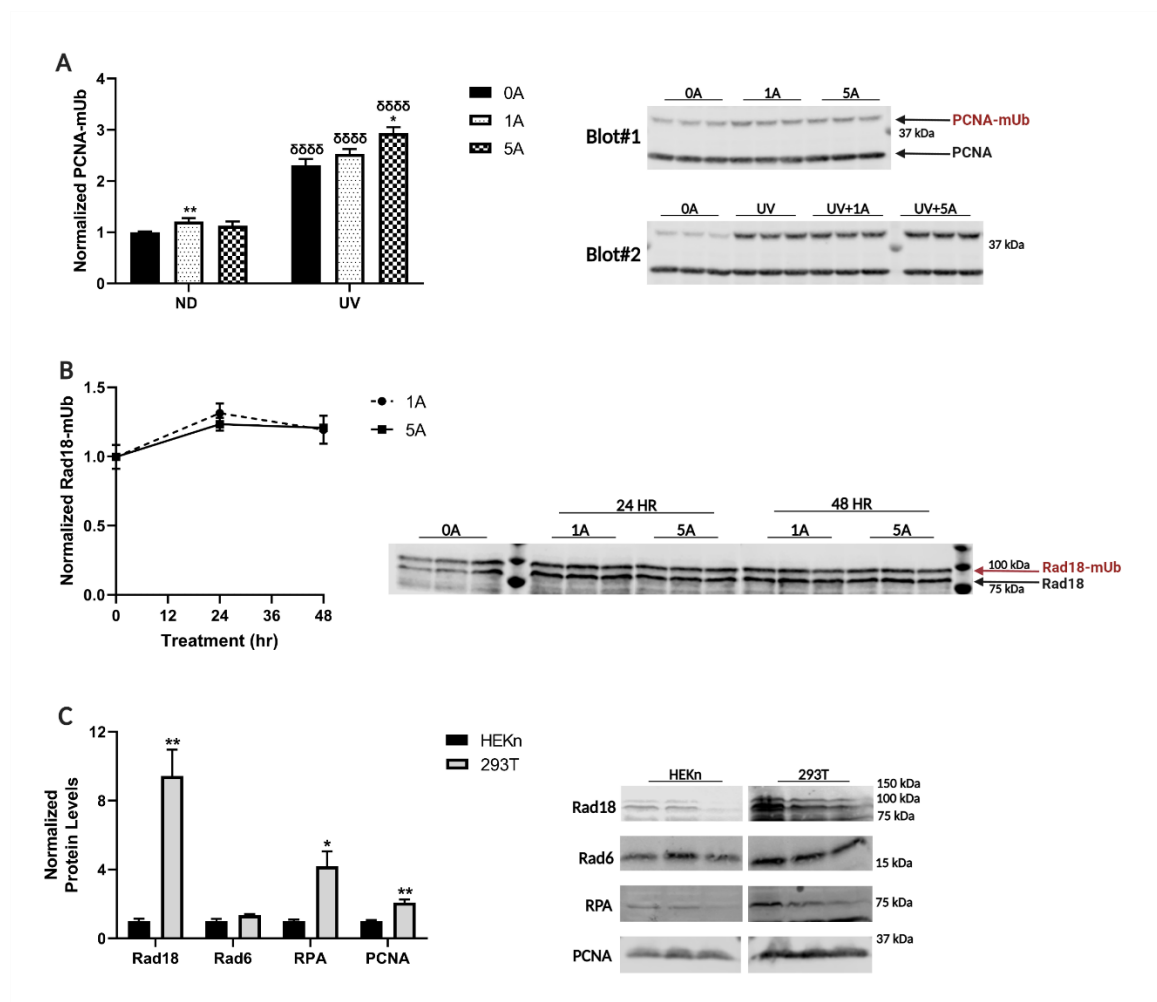 A
Normalized PCNA-mUb
4
3
2
1
0
**
δδδδ
δδδδ
δδδδ
*
ND
UV
0A
1A
5A
Blot#1
0A 1A 5A
PCNA-mUb
37 kDa
PCNA
Blot#2
0A UV UV+1A UV+5A
37 kDa
B
Normalized Rad18-mUb
1.5
1.0
0.5
0.0
0 12 24 36 48
Treatment (hr)
1A
5A
24 HR 48 HR
0A 1A 5A 1A 5A
100 kDa
Rad18-mUb
Rad18
75 kDa
C
Normalized
Protein Levels
12
8
4
0
**
*
**
Rad18 Rad6 RPA PCNA
HEKn
293T
HEKn 293T
Rad18
150 kDa
100 kDa
75 kDa
Rad6
15 kDa
RPA
75 kDa
PCNA
37 kDa